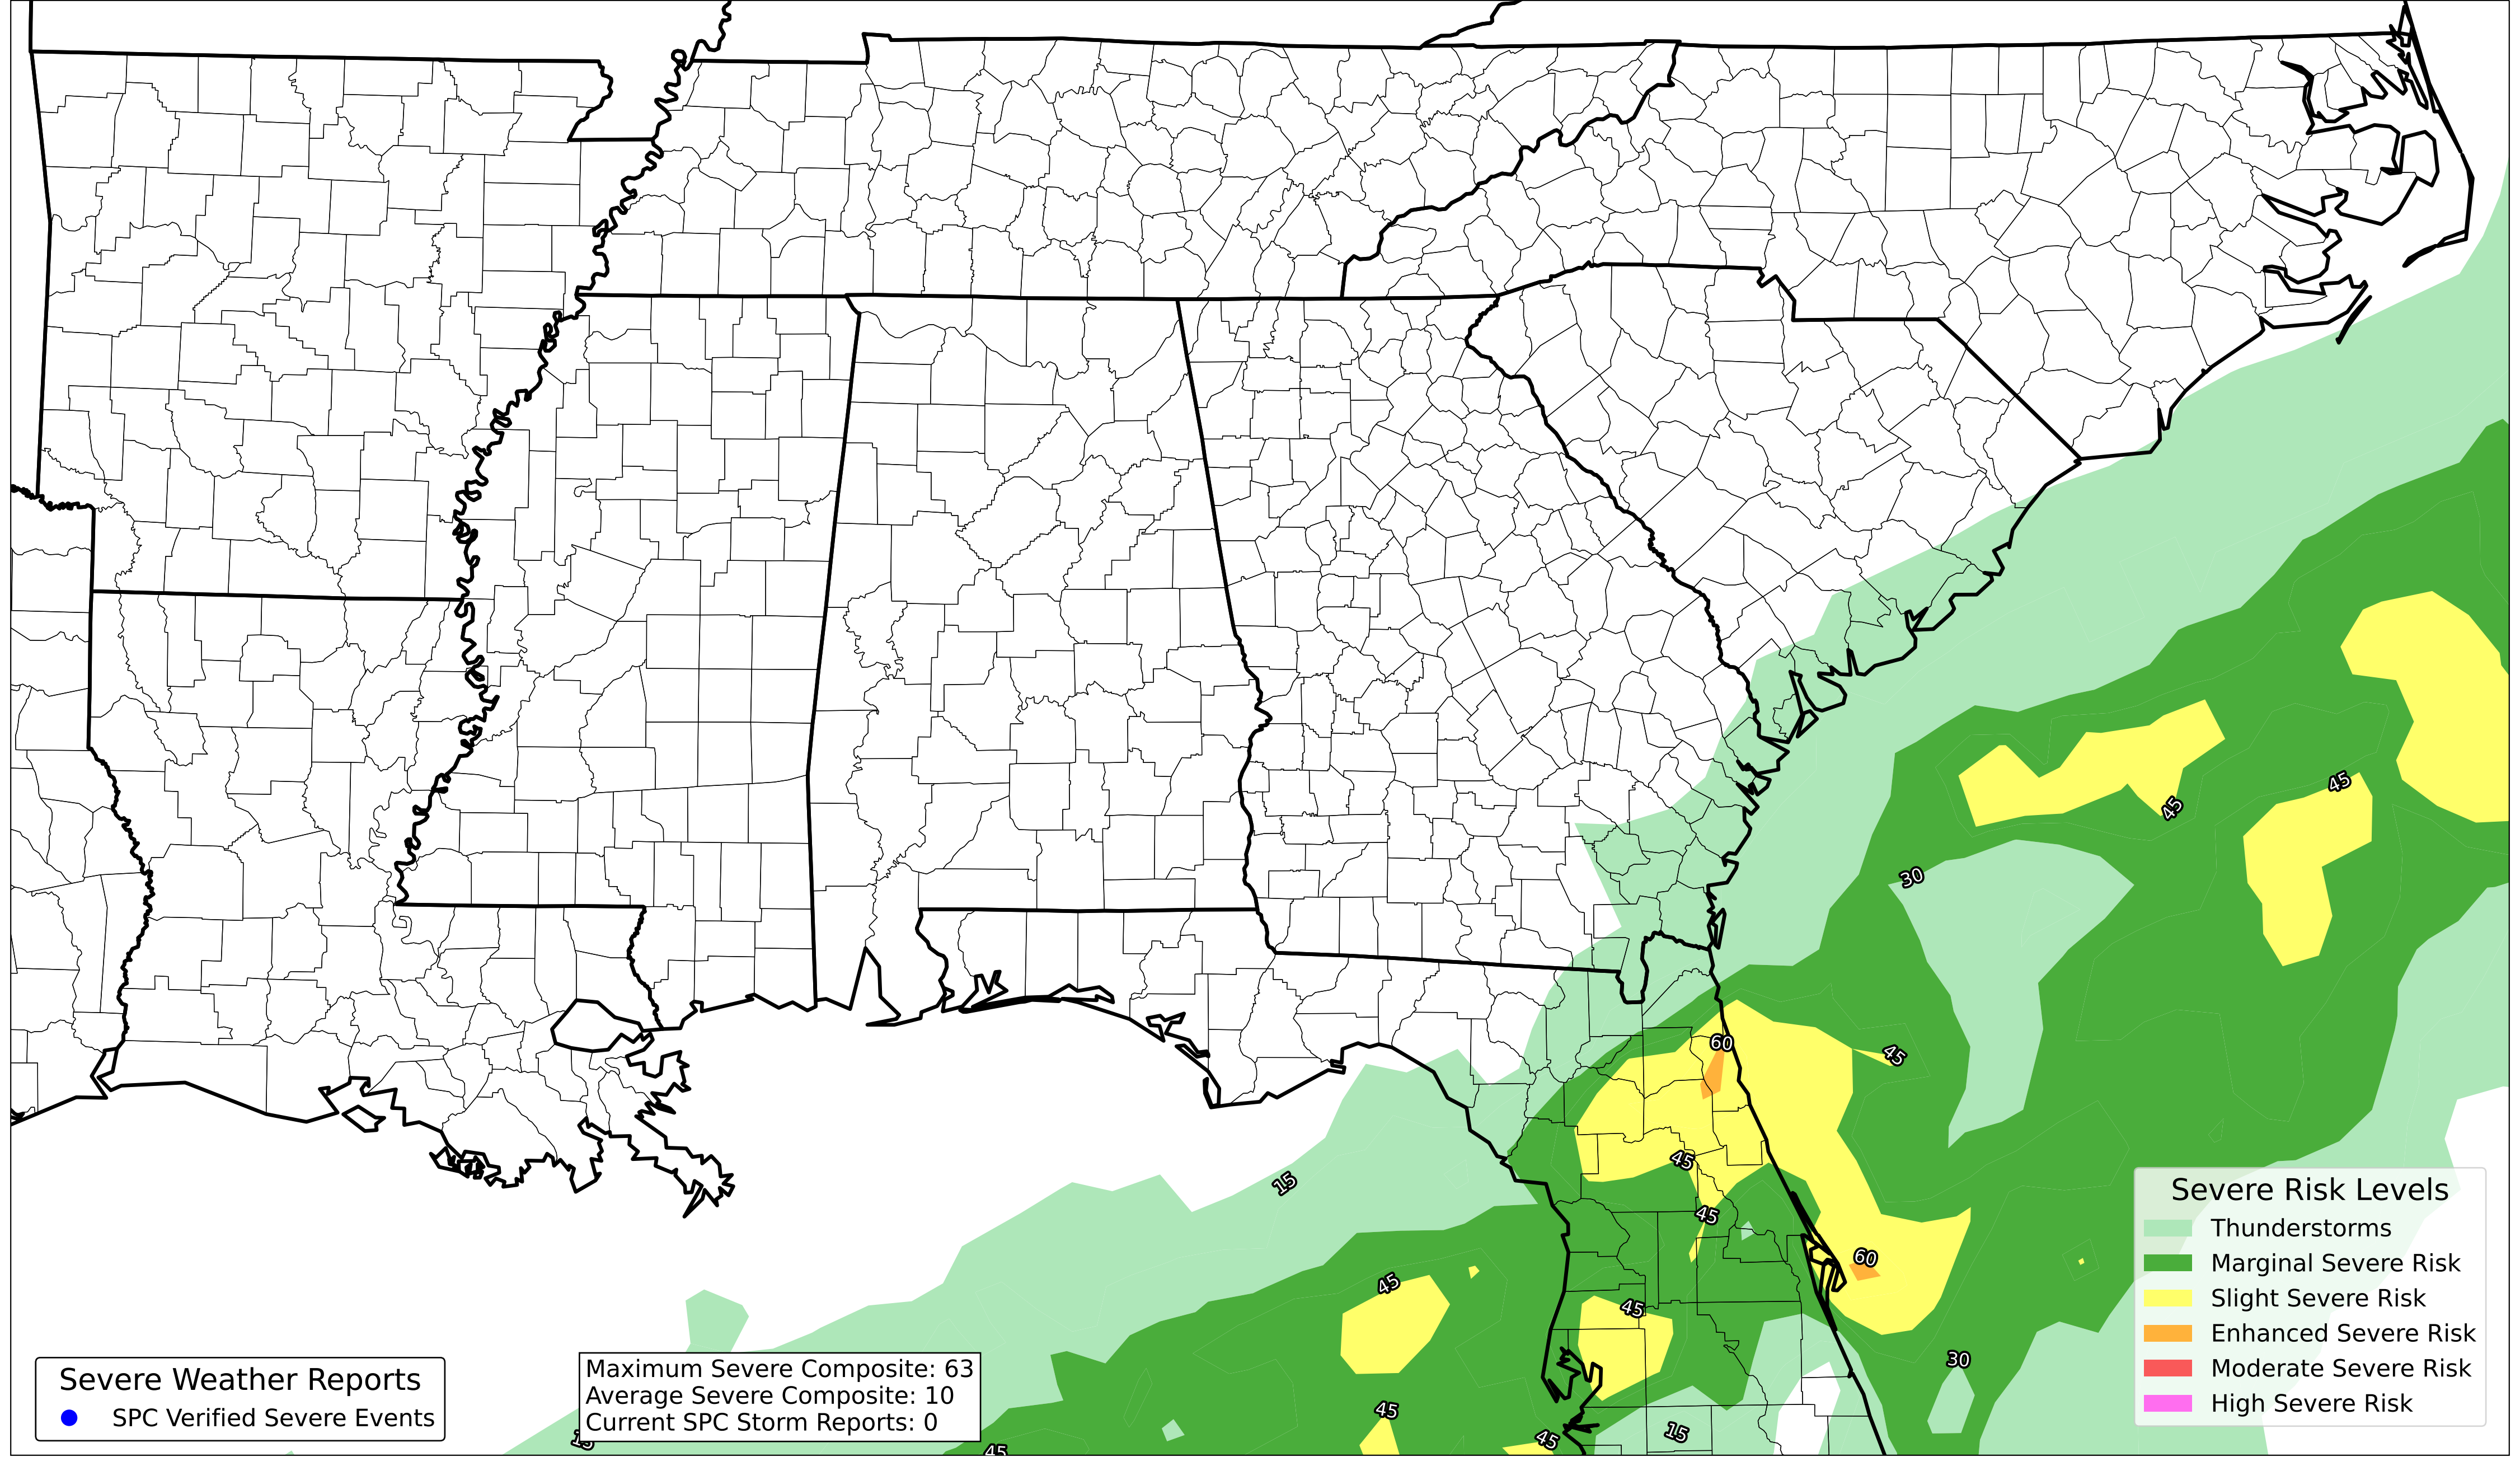 45
45
30
60
45
45
15
45
60
45
45
30
45
15
45
15
45
Severe Weather Reports
SPC Verified Severe Events
Maximum Severe Composite: 63
Average Severe Composite: 10
Current SPC Storm Reports: 0
Severe Risk Levels
Thunderstorms
Marginal Severe Risk
Slight Severe Risk
Enhanced Severe Risk
Moderate Severe Risk
High Severe Risk